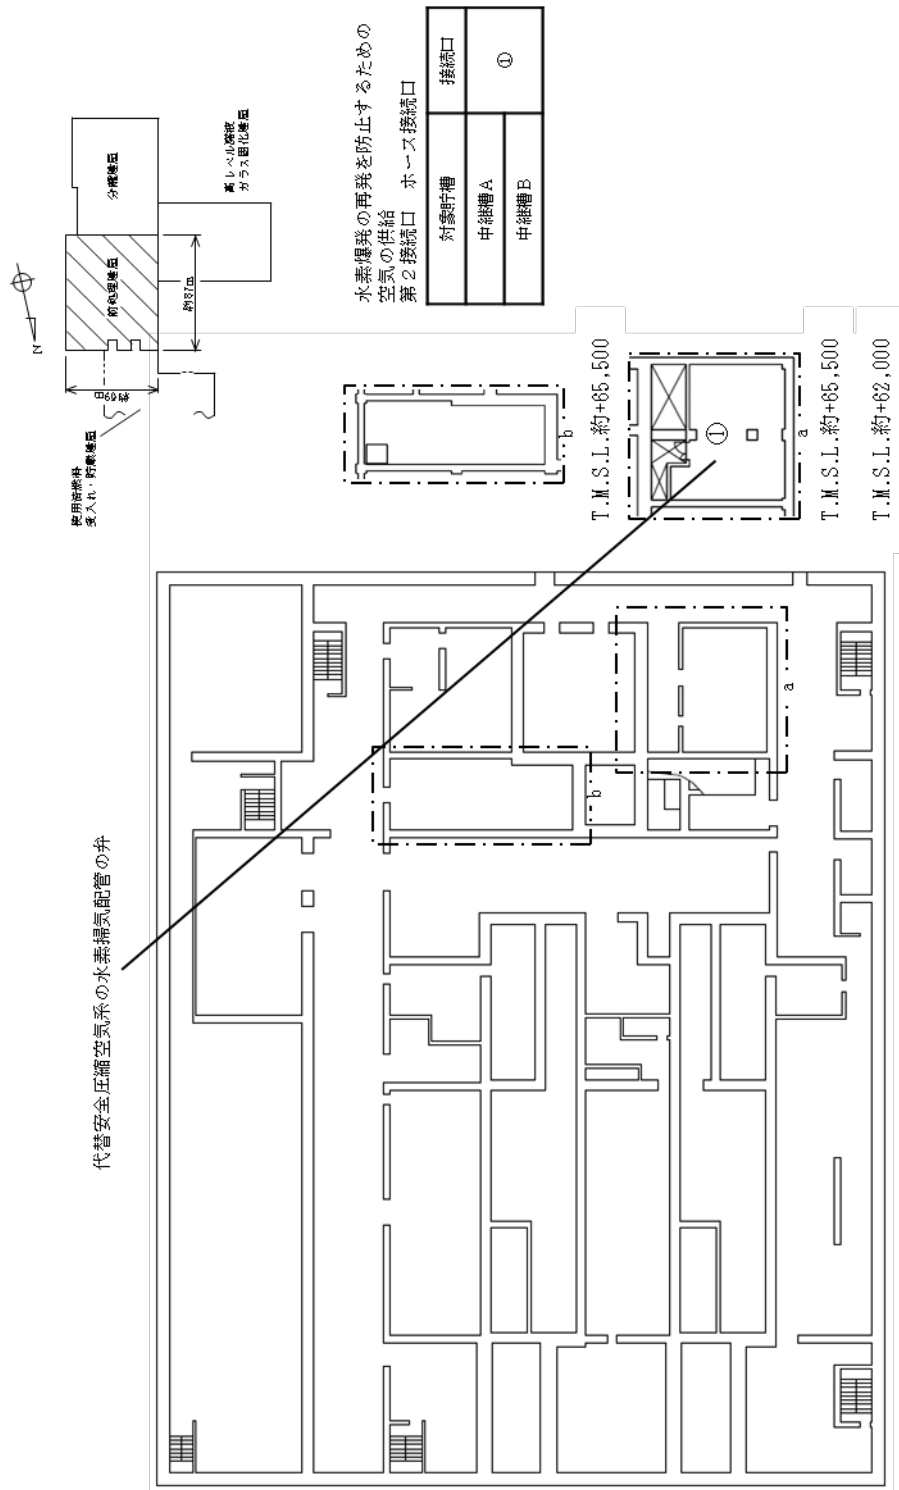 水素爆発の再発を防止するための
空気の供給
第２接続口　ホース接続口
対象貯槽
接続口
中継槽Ａ
①
中継槽Ｂ
N
前処理建屋
分離建屋
高レベル廃液
ガラス固化建屋
使用済燃料
受入れ・貯蔵建屋
約87m
約69m
代替安全圧縮空気系の水素掃気配管の弁
b
T.M.S.L.約+65,500
①
a
T.M.S.L.約+65,500
a
b
T.M.S.L.約+62,000